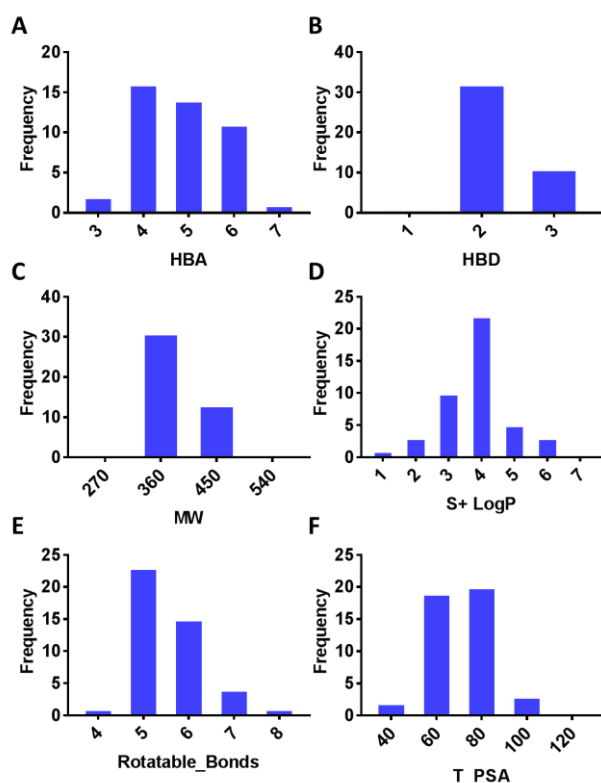 A
Frequency
20
15
10
5
0
3 4 5 6 7
HBA
B
Frequency
40
30
20
10
0
1 2 3
HBD
C
Frequency
40
30
20
10
0
270 360 450 540
MW
D
Frequency
25
20
15
10
5
0
1 2 3 4 5 6 7
S+ LogP
E
Frequency
25
20
15
10
5
0
4 5 6 7 8
Rotatable_Bonds
F
Frequency
25
20
15
10
5
0
40 60 80 100 120
T_PSA